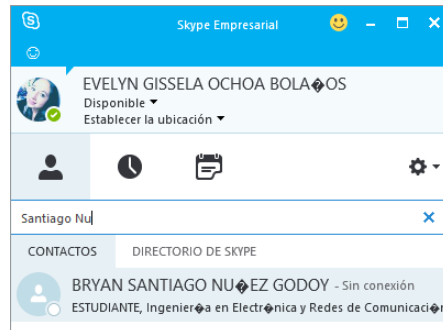 Skype Empresarial
EVELYN GISSELA OCHOA BOLA�OS
Disponible
Establecer la ubicación
Santiago Nu
CONTACTOS DIRECTORIO DE SKYPE
BRYAN SANTIAGO NU�EZ GODOY - Sin conexión
ESTUDIANTE, Ingenier�a en Electr�nica y Redes de Comunicaci�n